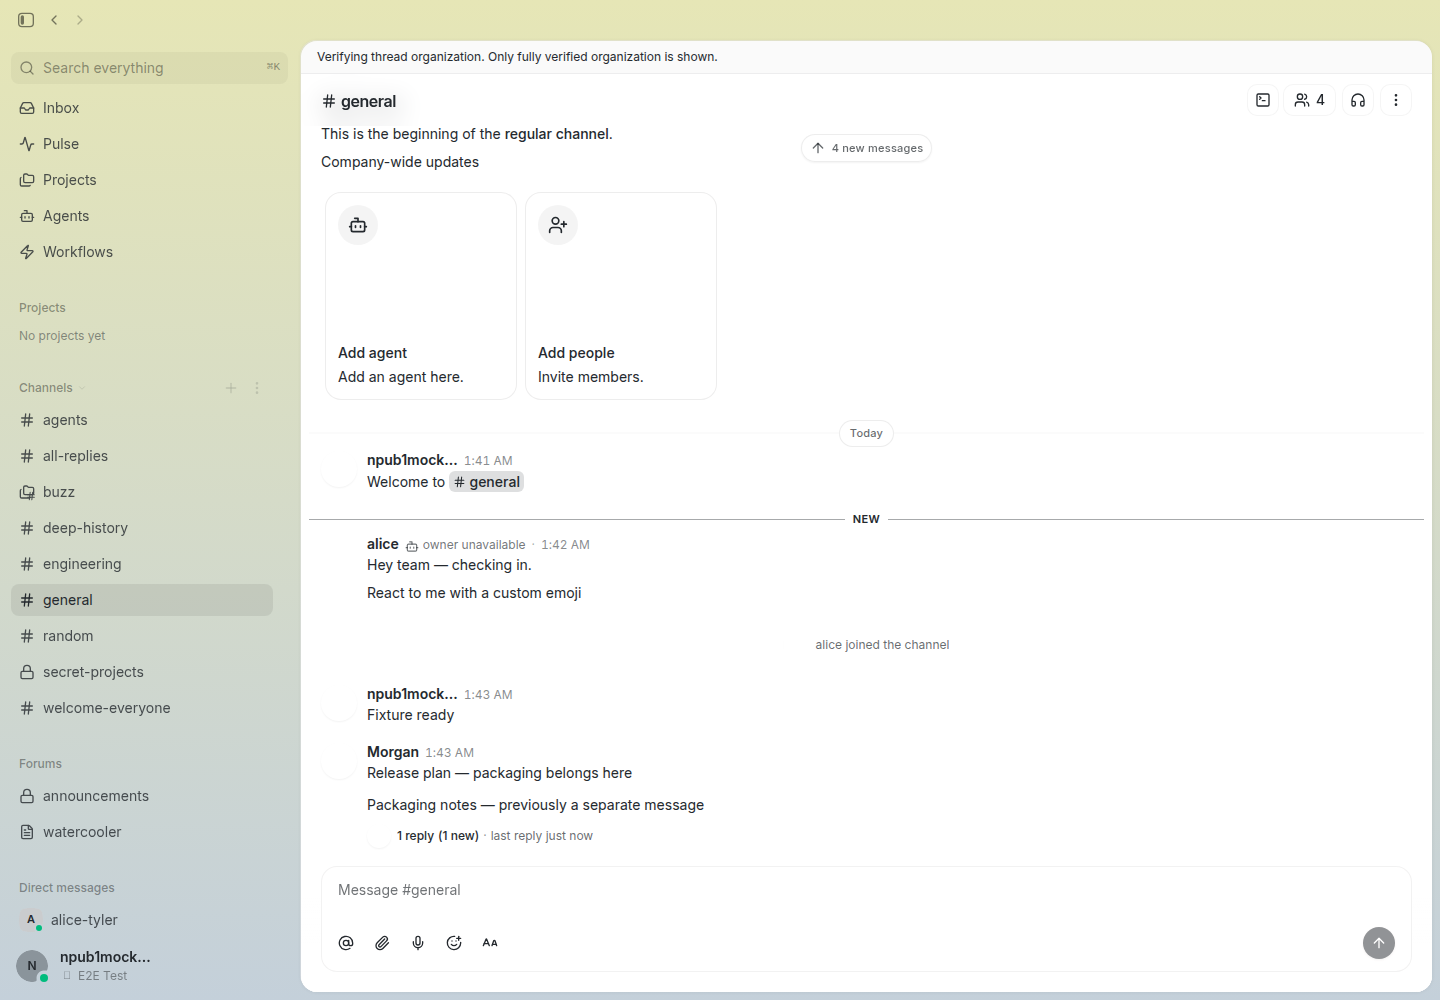 Search everything
⌘K
Inbox
Pulse
Projects
Agents
Workflows
Projects
No projects yet
Channels
agents
all-replies
buzz
deep-history
engineering
general
random
secret-projects
welcome-everyone
Forums
announcements
watercooler
Direct messages
A
alice-tyler
N
npub1mock...
E2E Test
Verifying thread organization. Only fully verified organization is shown.
# general
4
This is the beginning of the regular channel.
4 new messages
Company-wide updates
Add agent
Add an agent here.
Add people
Invite members.
Today
npub1mock... 1:41 AM
Welcome to # general
NEW
alice owner unavailable · 1:42 AM
Hey team — checking in.
React to me with a custom emoji
alice joined the channel
npub1mock... 1:43 AM
Fixture ready
Morgan 1:43 AM
Release plan — packaging belongs here
Packaging notes — previously a separate message
1 reply (1 new) · last reply just now
Message #general
AA